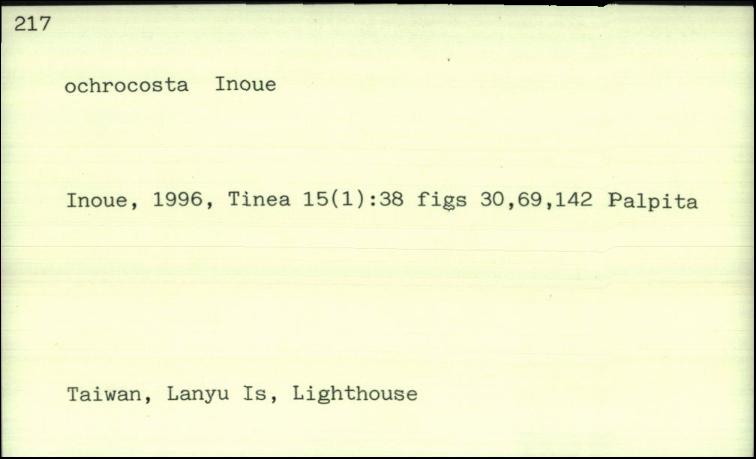 217
ochrocosta Inoue
Inoue, 1996, Tinea 15(1):38 figs 30,69,142 Palpita
Taiwan, Lanyu Is, Lighthouse